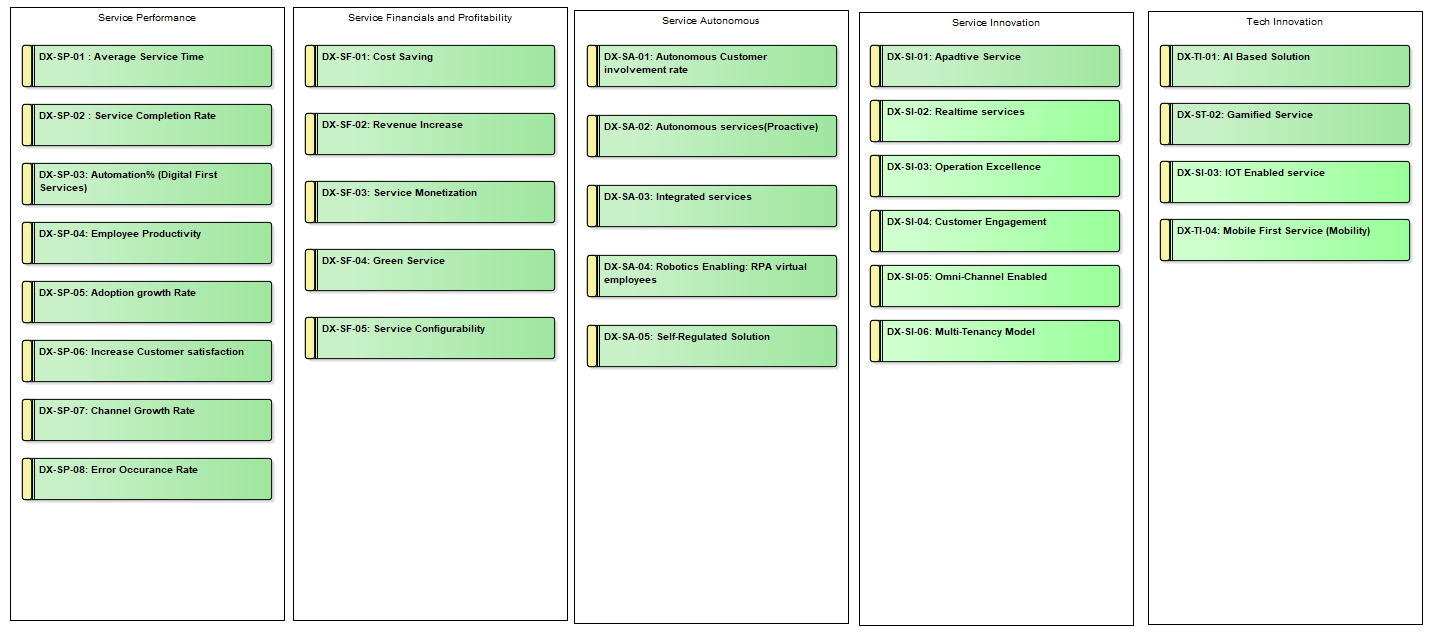 Service Performance
DX-SP-01 : Average Service Time
DX-SP-02 : Service Completion Rate
DX-SP-03: Automation% (Digital First
Services)
DX-SP-04: Employee Productivity
DX-SP-05: Adoption growth Rate
DX-SP-06: Increase Customer satisfaction
DX-SP-07: Channel Growth Rate
DX-SP-08: Error Occurance Rate
Service Financials and Profitability
DX-SF-01: Cost Saving
DX-SF-02: Revenue Increase
DX-SF-03: Service Monetization
DX-SF-04: Green Service
DX-SF-05: Service Configurability
Service Autonomous
DX-SA-01: Autonomous Customer
involvement rate
DX-SA-02: Autonomous services(Proactive)
DX-SA-03: Integrated services
DX-SA-04: Robotics Enabling: RPA virtual
employees
DX-SA-05: Self-Regulated Solution
Service Innovation
DX-SI-01: Apadtive Service
DX-SI-02: Realtime services
DX-SI-03: Operation Excellence
DX-SI-04: Customer Engagement
DX-SI-05: Omni-Channel Enabled
DX-SI-06: Multi-Tenancy Model
Tech Innovation
DX-TI-01: AI Based Solution
DX-ST-02: Gamified Service
DX-SI-03: IOT Enabled service
DX-TI-04: Mobile First Service (Mobility)